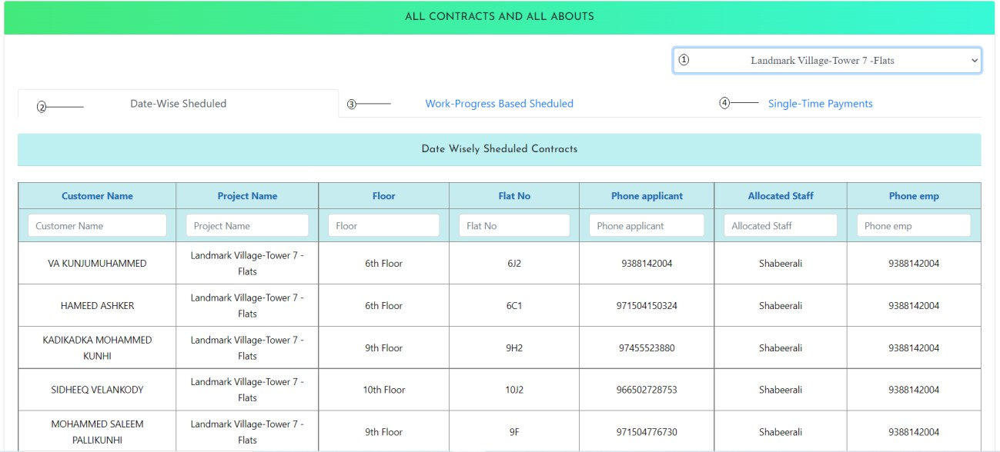 ALL CONTRACTS AND ALL ABOUTS
① Landmark Village-Tower 7 -Flats
② Date-Wise Sheduled ③ Work-Progress Based Sheduled ④ Single-Time Payments
Date Wisely Sheduled Contracts
Customer Name Project Name Floor Flat No Phone applicant Allocated Staff Phone emp
Customer Name Project Name Floor Flat No Phone applicant Allocated Staff Phone emp
VA KUNJUMUHAMMED Landmark Village-Tower 7 - Flats 6th Floor 6J2 9388142004 Shabeerali 9388142004
HAMEED ASHKER Landmark Village-Tower 7 - Flats 6th Floor 6C1 971504150324 Shabeerali 9388142004
KADIKADKA MOHAMMED KUNHI Landmark Village-Tower 7 - Flats 9th Floor 9H2 97455523880 Shabeerali 9388142004
SIDHEEQ VELANKODY Landmark Village-Tower 7 - Flats 10th Floor 10J2 966502728753 Shabeerali 9388142004
MOHAMMED SALEEM PALLIKUNHI Landmark Village-Tower 7 - Flats 9th Floor 9F 971504776730 Shabeerali 9388142004